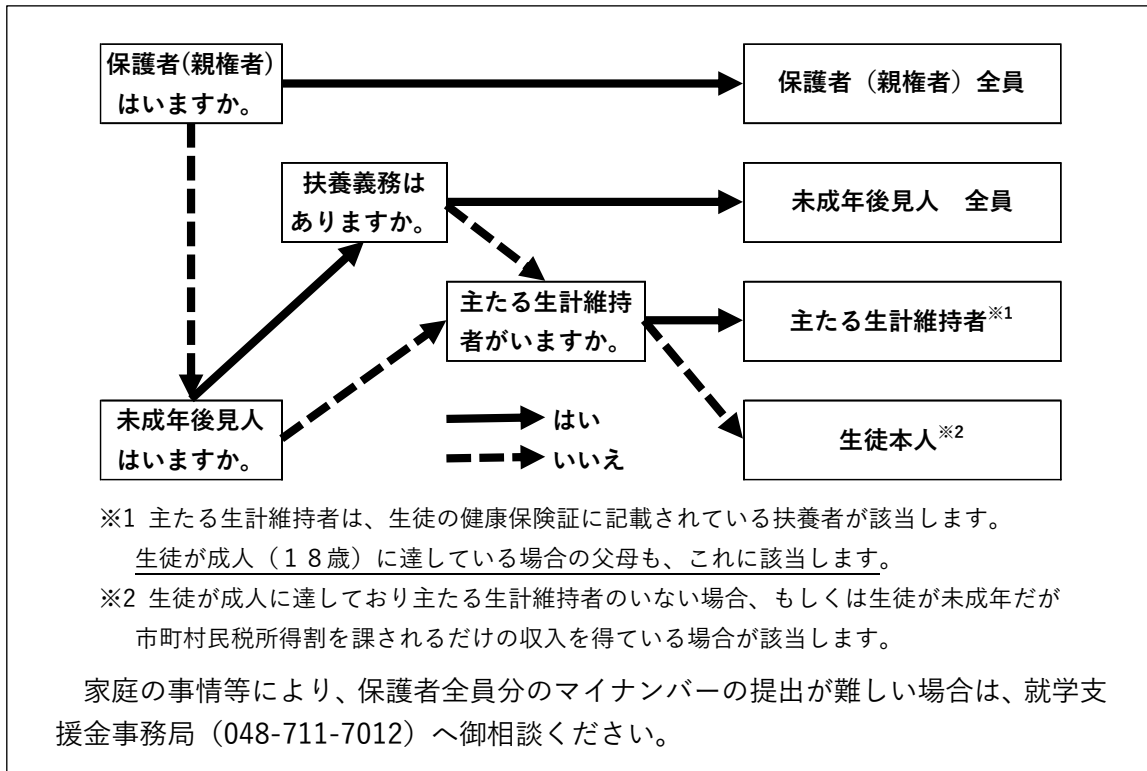 保護者(親権者)
はいますか。
保護者（親権者）全員
扶養義務は
ありますか。
未成年後見人　全員
主たる生計維持
者がいますか。
主たる生計維持者※1
未成年後見人
はいますか。
はい
いいえ
生徒本人※2
※1 主たる生計維持者は、生徒の健康保険証に記載されている扶養者が該当します。
生徒が成人（１８歳）に達している場合の父母も、これに該当します。
※2 生徒が成人に達しており主たる生計維持者のいない場合、もしくは生徒が未成年だが
市町村民税所得割を課されるだけの収入を得ている場合が該当します。
家庭の事情等により、保護者全員分のマイナンバーの提出が難しい場合は、就学支
援金事務局（048-711-7012）へ御相談ください。